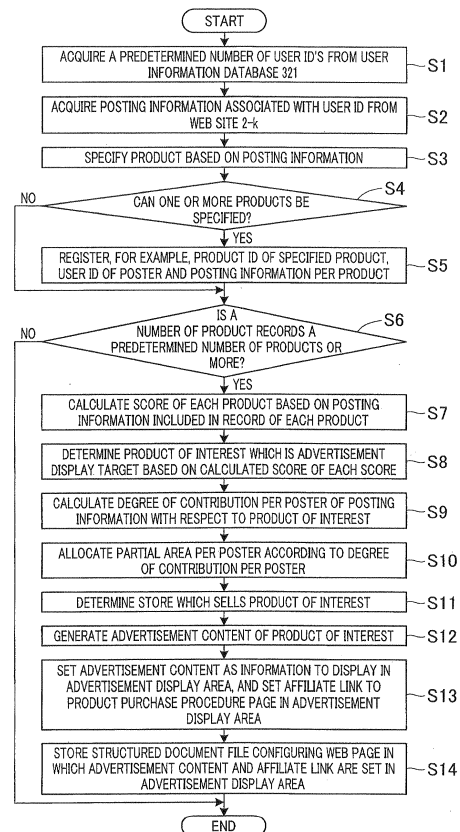 START
ACQUIRE A PREDETERMINED NUMBER OF USER ID'S FROM USER
INFORMATION DATABASE 321
S1
ACQUIRE POSTING INFORMATION ASSOCIATED WITH USER ID FROM
WEB SITE 2-k
S2
SPECIFY PRODUCT BASED ON POSTING INFORMATION
S3
S4
NO
CAN ONE OR MORE PRODUCTS BE
SPECIFIED?
YES
REGISTER, FOR EXAMPLE, PRODUCT ID OF SPECIFIED PRODUCT,
USER ID OF POSTER AND POSTING INFORMATION PER PRODUCT
S5
S6
NO
IS A
NUMBER OF PRODUCT RECORDS A
PREDETERMINED NUMBER OF PRODUCTS OR
MORE?
YES
CALCULATE SCORE OF EACH PRODUCT BASED ON POSTING
INFORMATION INCLUDED IN RECORD OF EACH PRODUCT
S7
DETERMINE PRODUCT OF INTEREST WHICH IS ADVERTISEMENT
DISPLAY TARGET BASED ON CALCULATED SCORE OF EACH SCORE
S8
CALCULATE DEGREE OF CONTRIBUTION PER POSTER OF POSTING
INFORMATION WITH RESPECT TO PRODUCT OF INTEREST
S9
ALLOCATE PARTIAL AREA PER POSTER ACCORDING TO DEGREE
OF CONTRIBUTION PER POSTER
S10
DETERMINE STORE WHICH SELLS PRODUCT OF INTEREST
S11
GENERATE ADVERTISEMENT CONTENT OF PRODUCT OF INTEREST
S12
SET ADVERTISEMENT CONTENT AS INFORMATION TO DISPLAY IN
ADVERTISEMENT DISPLAY AREA, AND SET AFFILIATE LINK TO
PRODUCT PURCHASE PROCEDURE PAGE IN ADVERTISEMENT
DISPLAY AREA
S13
STORE STRUCTURED DOCUMENT FILE CONFIGURING WEB PAGE IN
WHICH ADVERTISEMENT CONTENT AND AFFILIATE LINK ARE SET IN
ADVERTISEMENT DISPLAY AREA
S14
END